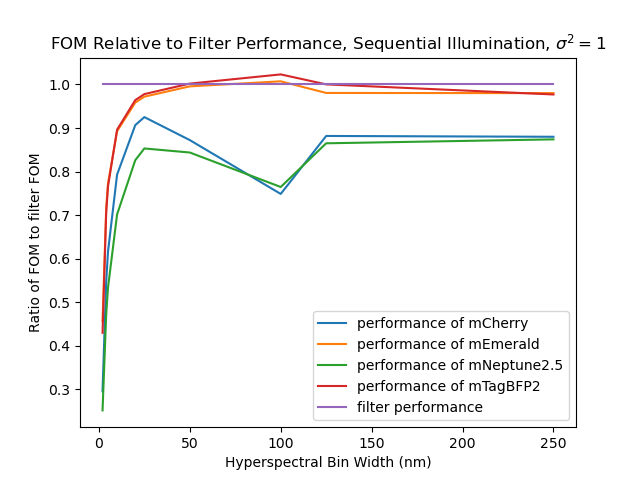 FOM Relative to Filter Performance, Sequential Illumination, σ² = 1
Ratio of FOM to filter FOM
1.0
0.9
0.8
0.7
0.6
0.5
0.4
0.3
performance of mCherry
performance of mEmerald
performance of mNeptune2.5
performance of mTagBFP2
filter performance
0 50 100 150 200 250
Hyperspectral Bin Width (nm)